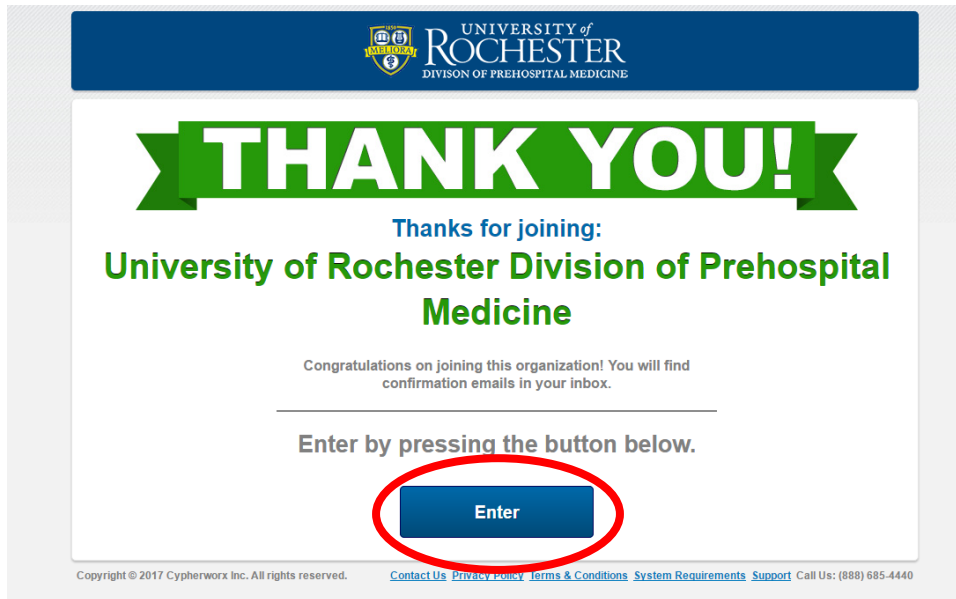 1850
MELIORA
UNIVERSITY of
ROCHESTER
DIVISON OF PREHOSPITAL MEDICINE
THANK YOU!
Thanks for joining:
University of Rochester Division of Prehospital
Medicine
Congratulations on joining this organization! You will find
confirmation emails in your inbox.
Enter by pressing the button below.
Enter
Copyright © 2017 Cypherworx Inc. All rights reserved. Contact Us Privacy Policy Terms & Conditions System Requirements Support Call Us: (888) 685-4440